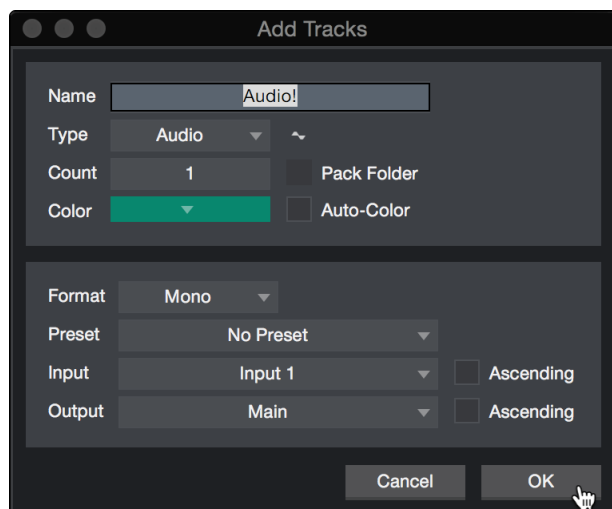 Add Tracks
Name Audio!
Type Audio
Count 1 Pack Folder
Color Auto-Color
Format Mono
Preset No Preset
Input Input 1 Ascending
Output Main Ascending
Cancel OK